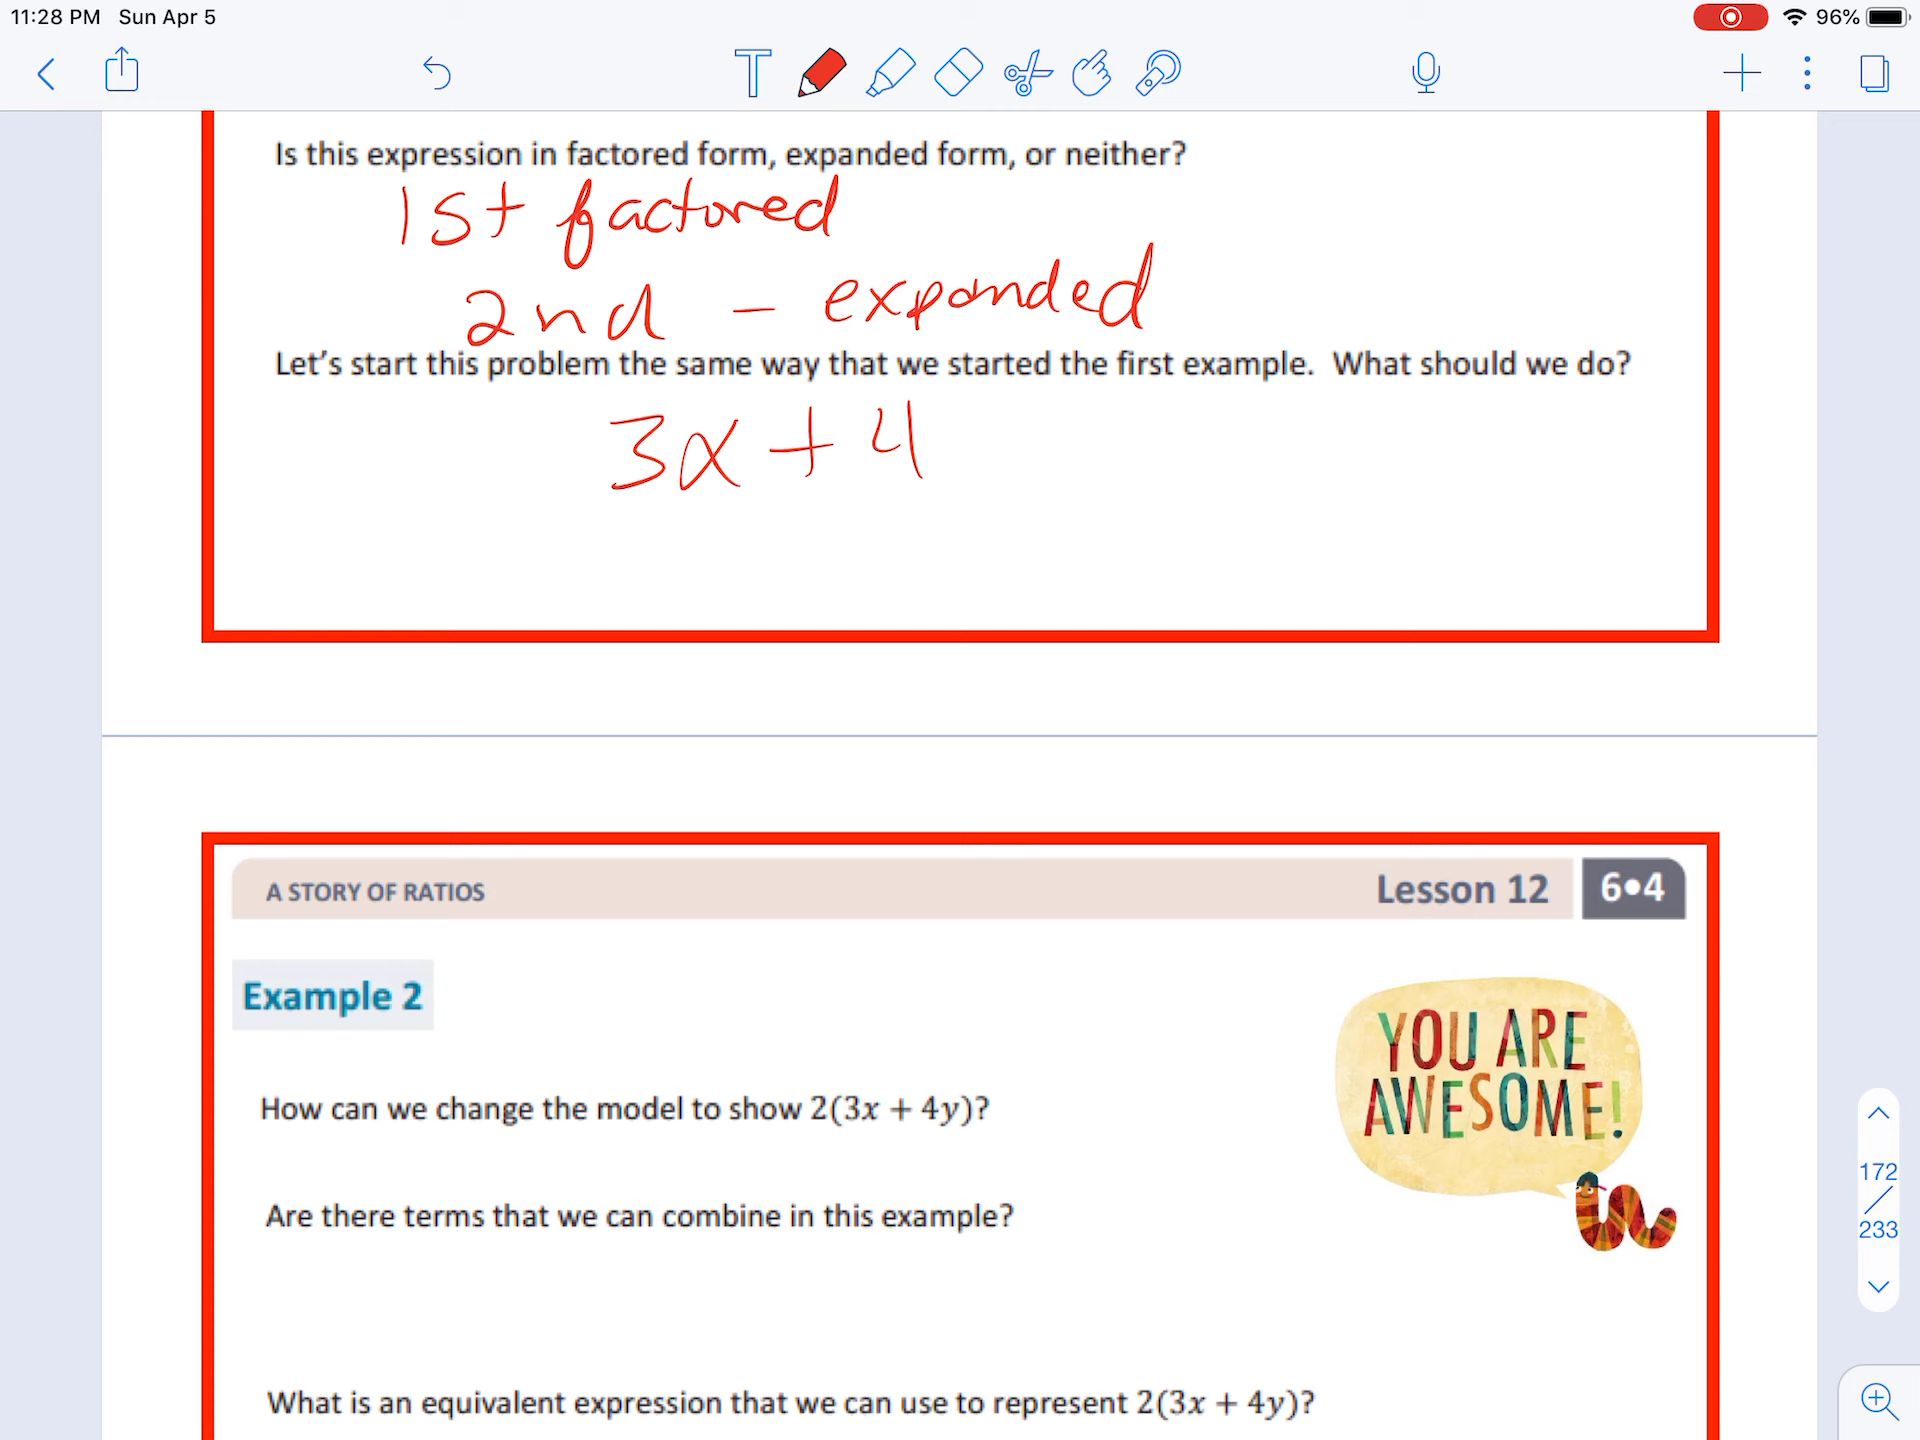 11:28 PM Sun Apr 5 96%
T
Is this expression in factored form, expanded form, or neither?
1st factored
2nd - expanded
Let's start this problem the same way that we started the first example. What should we do?
3x + 4
A STORY OF RATIOS Lesson 12 6•4
Example 2
YOU ARE
AWESOME!
How can we change the model to show 2(3x + 4y)?
Are there terms that we can combine in this example?
172
/
233
What is an equivalent expression that we can use to represent 2(3x + 4y)?